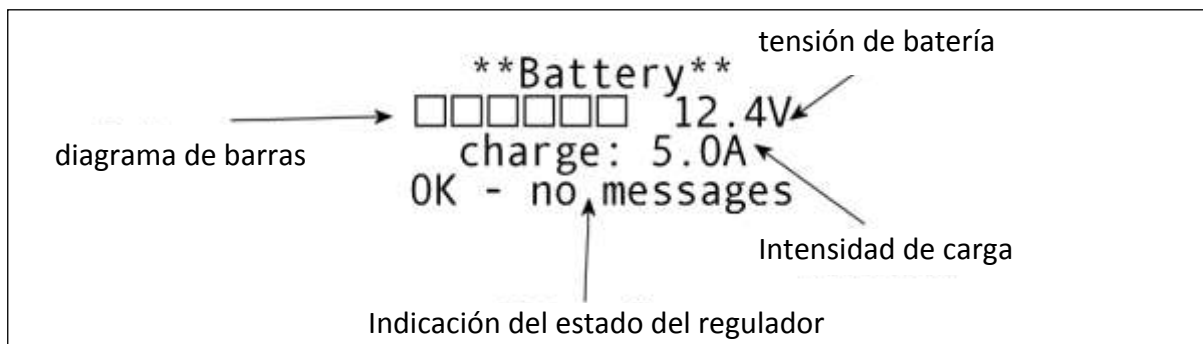 tensión de batería
**Battery**
□□□□□□ 12.4V
diagrama de barras
charge: 5.0A
OK - no messages
Intensidad de carga
Indicación del estado del regulador